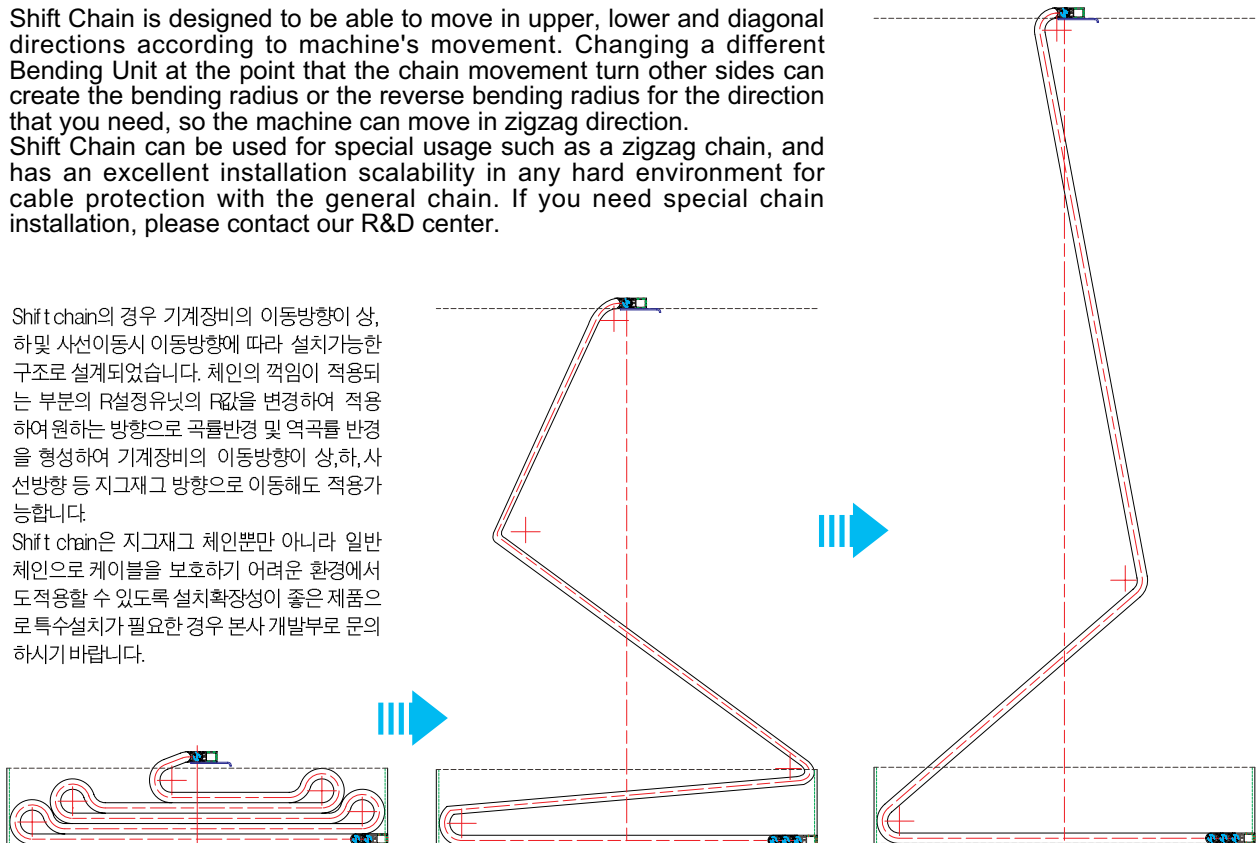 Shift Chain is designed to be able to move in upper, lower and diagonal
directions according to machine's movement. Changing a different
Bending Unit at the point that the chain movement turn other sides can
create the bending radius or the reverse bending radius for the direction
that you need, so the machine can move in zigzag direction.
Shift Chain can be used for special usage such as a zigzag chain, and
has an excellent installation scalability in any hard environment for
cable protection with the general chain. If you need special chain
installation, please contact our R&D center.
Shift chain의 경우 기계장비의 이동방향이 상,
하및 사선이동시 이동방향에 따라 설치가능한
구조로 설계되었습니다. 체인의 꺽임이 적용되
는 부분의 R설정유닛의 R값을 변경하여 적용
하여원하는 방향으로 곡률반경 및 역곡률 반경
을 형성하여 기계장비의 이동방향이 상,하,사
선방향 등 지그재그 방향으로 이동해도 적용가
능합니다.
Shift chain은 지그재그 체인뿐만 아니라 일반
체인으로 케이블을 보호하기 어려운 환경에서
도적용할 수 있도록 설치확장성이 좋은 제품으
로특수설치가 필요한 경우 본사 개발부로 문의
하시기 바랍니다.